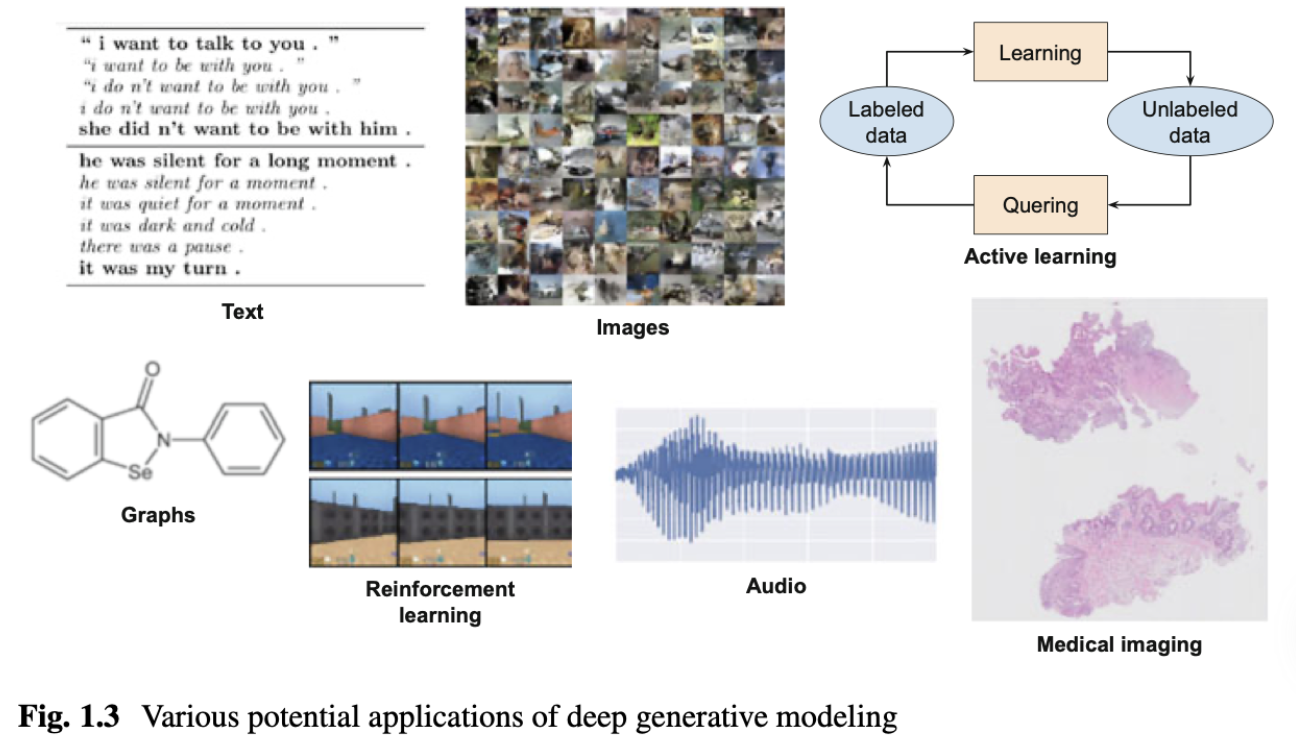 “ i want to talk to you . ”
“i want to be with you . ”
“i do n’t want to be with you . ”
i do n’t want to be with you .
she did n’t want to be with him .
he was silent for a long moment .
he was silent for a moment .
it was quiet for a moment .
it was dark and cold .
there was a pause .
it was my turn .
Text
Images
Learning
Labeled
data
Unlabeled
data
Quering
Active learning
O
N
Se
Graphs
Reinforcement
learning
Audio
Medical imaging
Fig. 1.3 Various potential applications of deep generative modeling